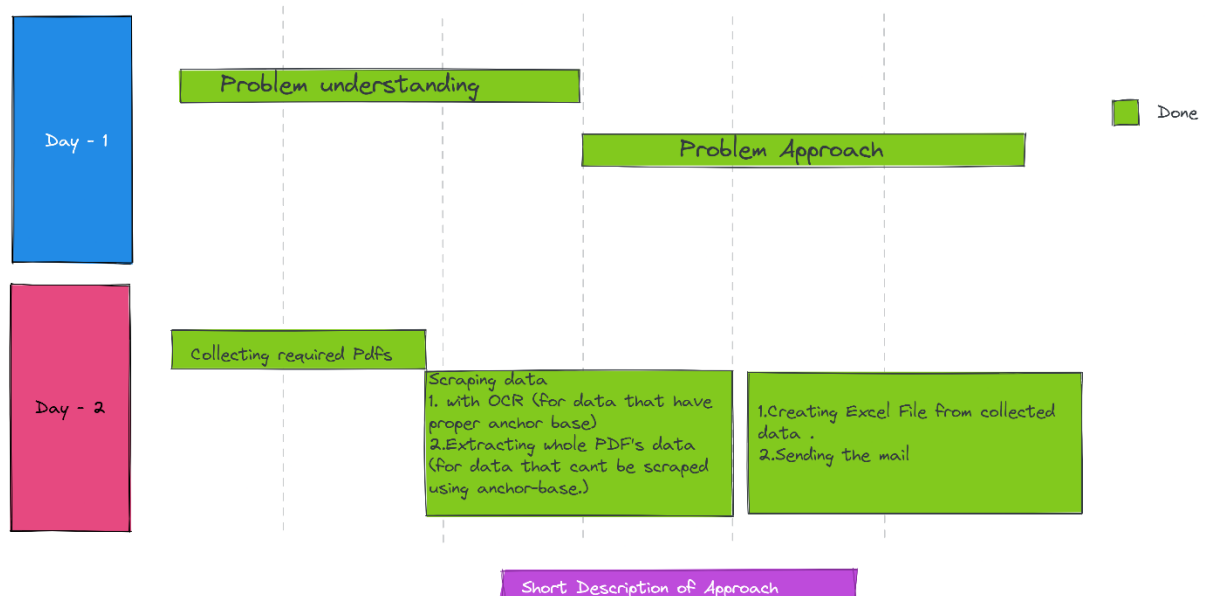 Problem understanding
Day - 1
Done
Problem Approach
Collecting required Pdfs
Day - 2
Scraping data
1. with OCR (for data that have
proper anchor base)
2.Extracting whole PDF's data
(for data that cant be scraped
using anchor-base.)
1.Creating Excel File from collected
data .
2.Sending the mail
Short Description of Approach